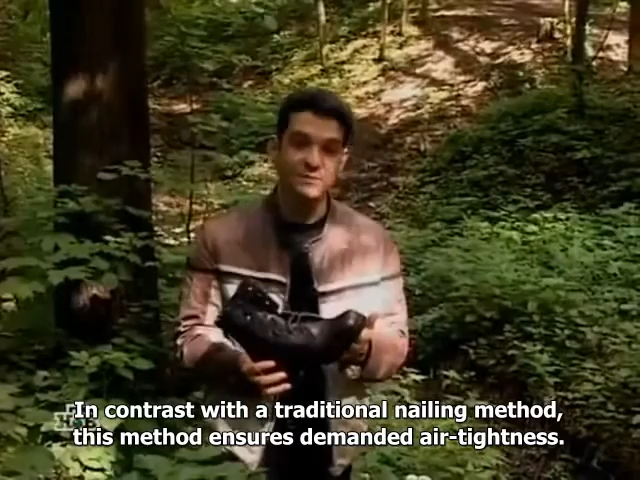 In contrast with a traditional nailing method,
this method ensures demanded air-tightness.